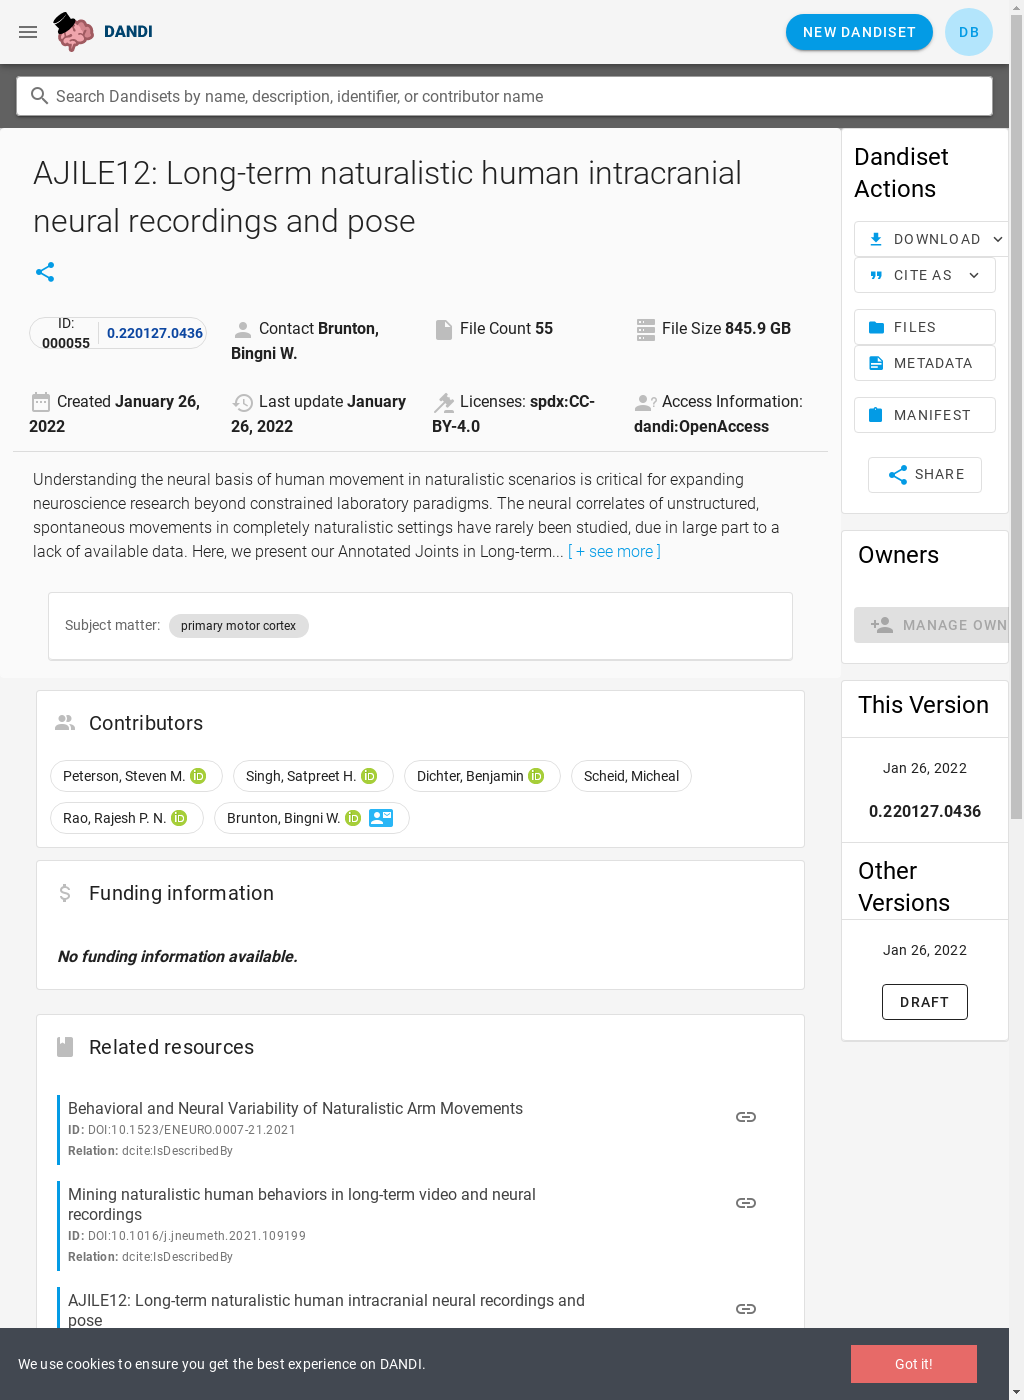 DANDI
NEW DANDISET
DB
Search Dandisets by name, description, identifier, or contributor name
AJILE12: Long-term naturalistic human intracranial
neural recordings and pose
ID:
000055
0.220127.0436
Contact Brunton,
Bingni W.
File Count 55
File Size 845.9 GB
Created January 26,
2022
Last update January
26, 2022
Licenses: spdx:CC-
BY-4.0
Access Information:
dandi:OpenAccess
Understanding the neural basis of human movement in naturalistic scenarios is critical for expanding
neuroscience research beyond constrained laboratory paradigms. The neural correlates of unstructured,
spontaneous movements in completely naturalistic settings have rarely been studied, due in large part to a
lack of available data. Here, we present our Annotated Joints in Long-term... [ + see more ]
Subject matter: primary motor cortex
Contributors
Peterson, Steven M. iD
Singh, Satpreet H. iD
Dichter, Benjamin iD
Scheid, Micheal
Rao, Rajesh P. N. iD
Brunton, Bingni W. iD
Funding information
No funding information available.
Related resources
Behavioral and Neural Variability of Naturalistic Arm Movements
ID: DOI:10.1523/ENEURO.0007-21.2021
Relation: dcite:IsDescribedBy
Mining naturalistic human behaviors in long-term video and neural
recordings
ID: DOI:10.1016/j.jneumeth.2021.109199
Relation: dcite:IsDescribedBy
AJILE12: Long-term naturalistic human intracranial neural recordings and
pose
Dandiset
Actions
DOWNLOAD
CITE AS
FILES
METADATA
MANIFEST
SHARE
Owners
MANAGE OWN
This Version
Jan 26, 2022
0.220127.0436
Other
Versions
Jan 26, 2022
DRAFT
We use cookies to ensure you get the best experience on DANDI.
Got it!